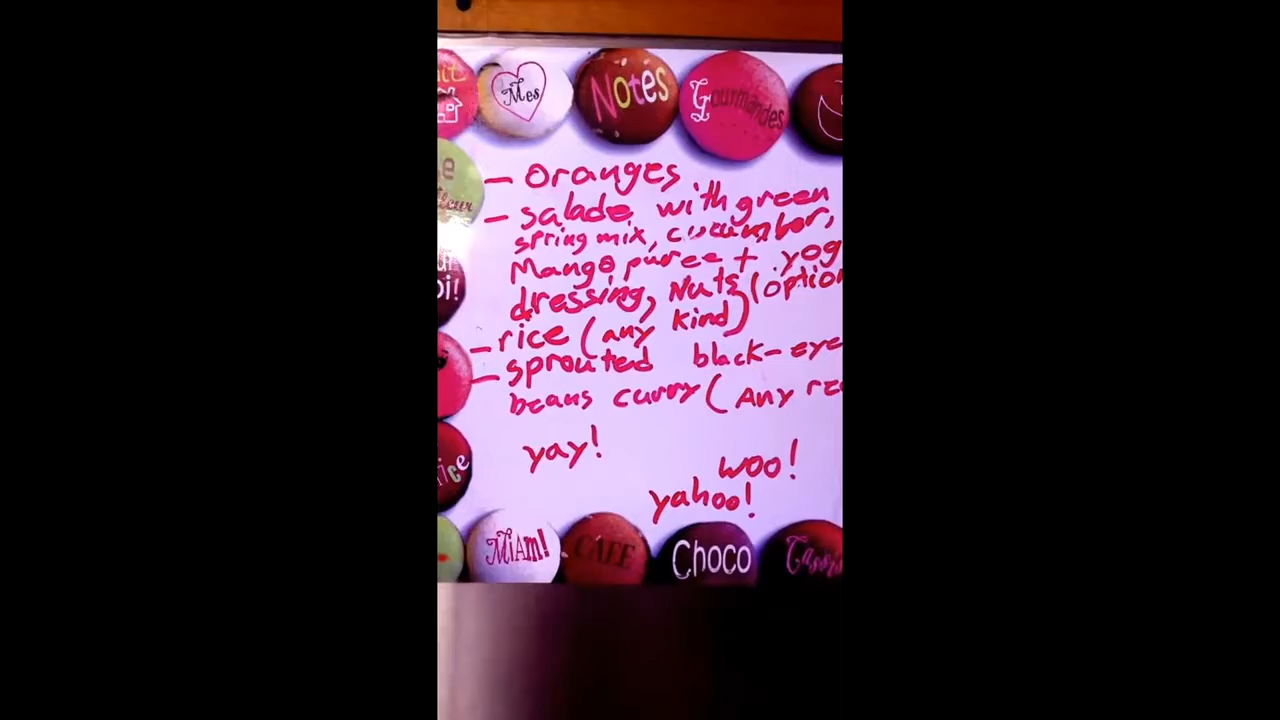 Mes Notes Gourmandes
- Oranges
- salade with green
spring mix, cucumber,
Mango puree + yog
dressing, Nuts (option
- rice (any kind)
- sprouted black-eye
beans curry (Any re
yay!
woo!
yahoo!
Miam! CAFE Choco